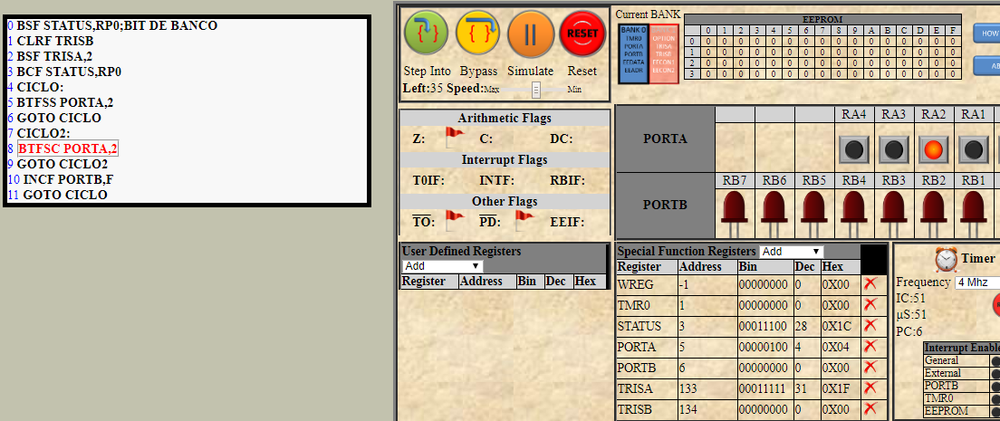 0 BSF STATUS,RP0;BIT DE BANCO
1 CLRF TRISB
2 BSF TRISA,2
3 BCF STATUS,RP0
4 CICLO:
5 BTFSS PORTA,2
6 GOTO CICLO
7 CICLO2:
8 BTFSC PORTA,2
9 GOTO CICLO2
10 INCF PORTB,F
11 GOTO CICLO
RESET
Step Into Bypass Simulate Reset
Left:35 Speed:Max Min
Current BANK
BANK 0
TMR0
PORTA
PORTB
EEDATA
EEADR
OPTION
TRISA
TRISB
EECON1
EECON2
EEPROM
0 1 2 3 4 5 6 7 8 9 A B C D E F
0 0 0 0 0 0 0 0 0 0 0 0 0 0 0 0 0
1 0 0 0 0 0 0 0 0 0 0 0 0 0 0 0 0
2 0 0 0 0 0 0 0 0 0 0 0 0 0 0 0 0
3 0 0 0 0 0 0 0 0 0 0 0 0 0 0 0 0
HOW
AB
Arithmetic Flags
Z: C: DC:
Interrupt Flags
T0IF: INTF: RBIF:
Other Flags
TO: PD: EEIF:
RA4 RA3 RA2 RA1
PORTA
RB7 RB6 RB5 RB4 RB3 RB2 RB1
PORTB
User Defined Registers
Add
Register Address Bin Dec Hex
Special Function Registers Add
Register Address Bin Dec Hex
WREG -1 00000000 0 0X00
TMR0 1 00000000 0 0X00
STATUS 3 00011100 28 0X1C
PORTA 5 00000100 4 0X04
PORTB 6 00000000 0 0X00
TRISA 133 00011111 31 0X1F
TRISB 134 00000000 0 0X00
Timer
Frequency 4 Mhz
IC:51
µS:51
PC:6
Interrupt Enable
General
External
PORTB
TMR0
EEPROM